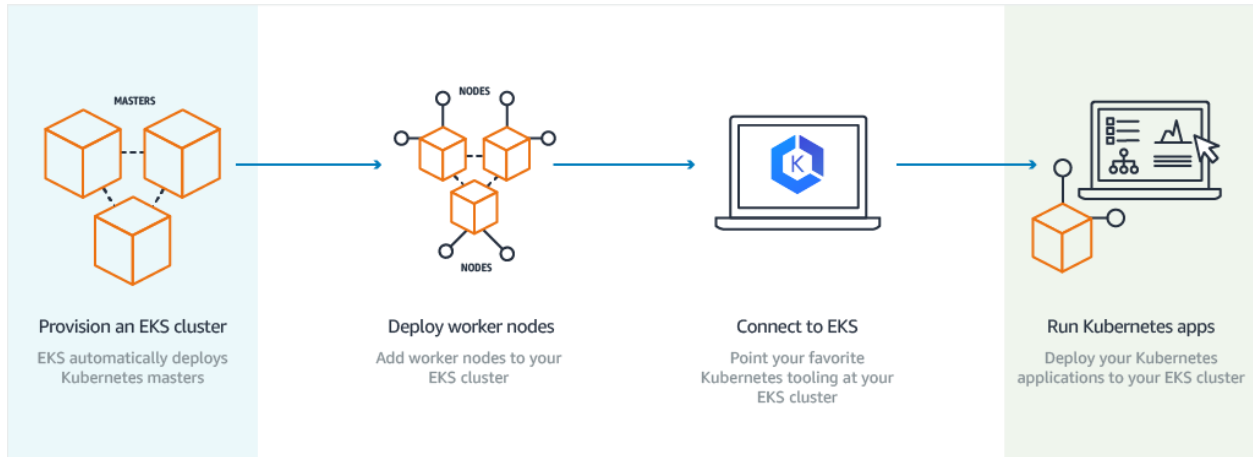 MASTERS
NODES
NODES
K
Provision an EKS cluster
EKS automatically deploys
Kubernetes masters
Deploy worker nodes
Add worker nodes to your
EKS cluster
Connect to EKS
Point your favorite
Kubernetes tooling at your
EKS cluster
Run Kubernetes apps
Deploy your Kubernetes
applications to your EKS cluster